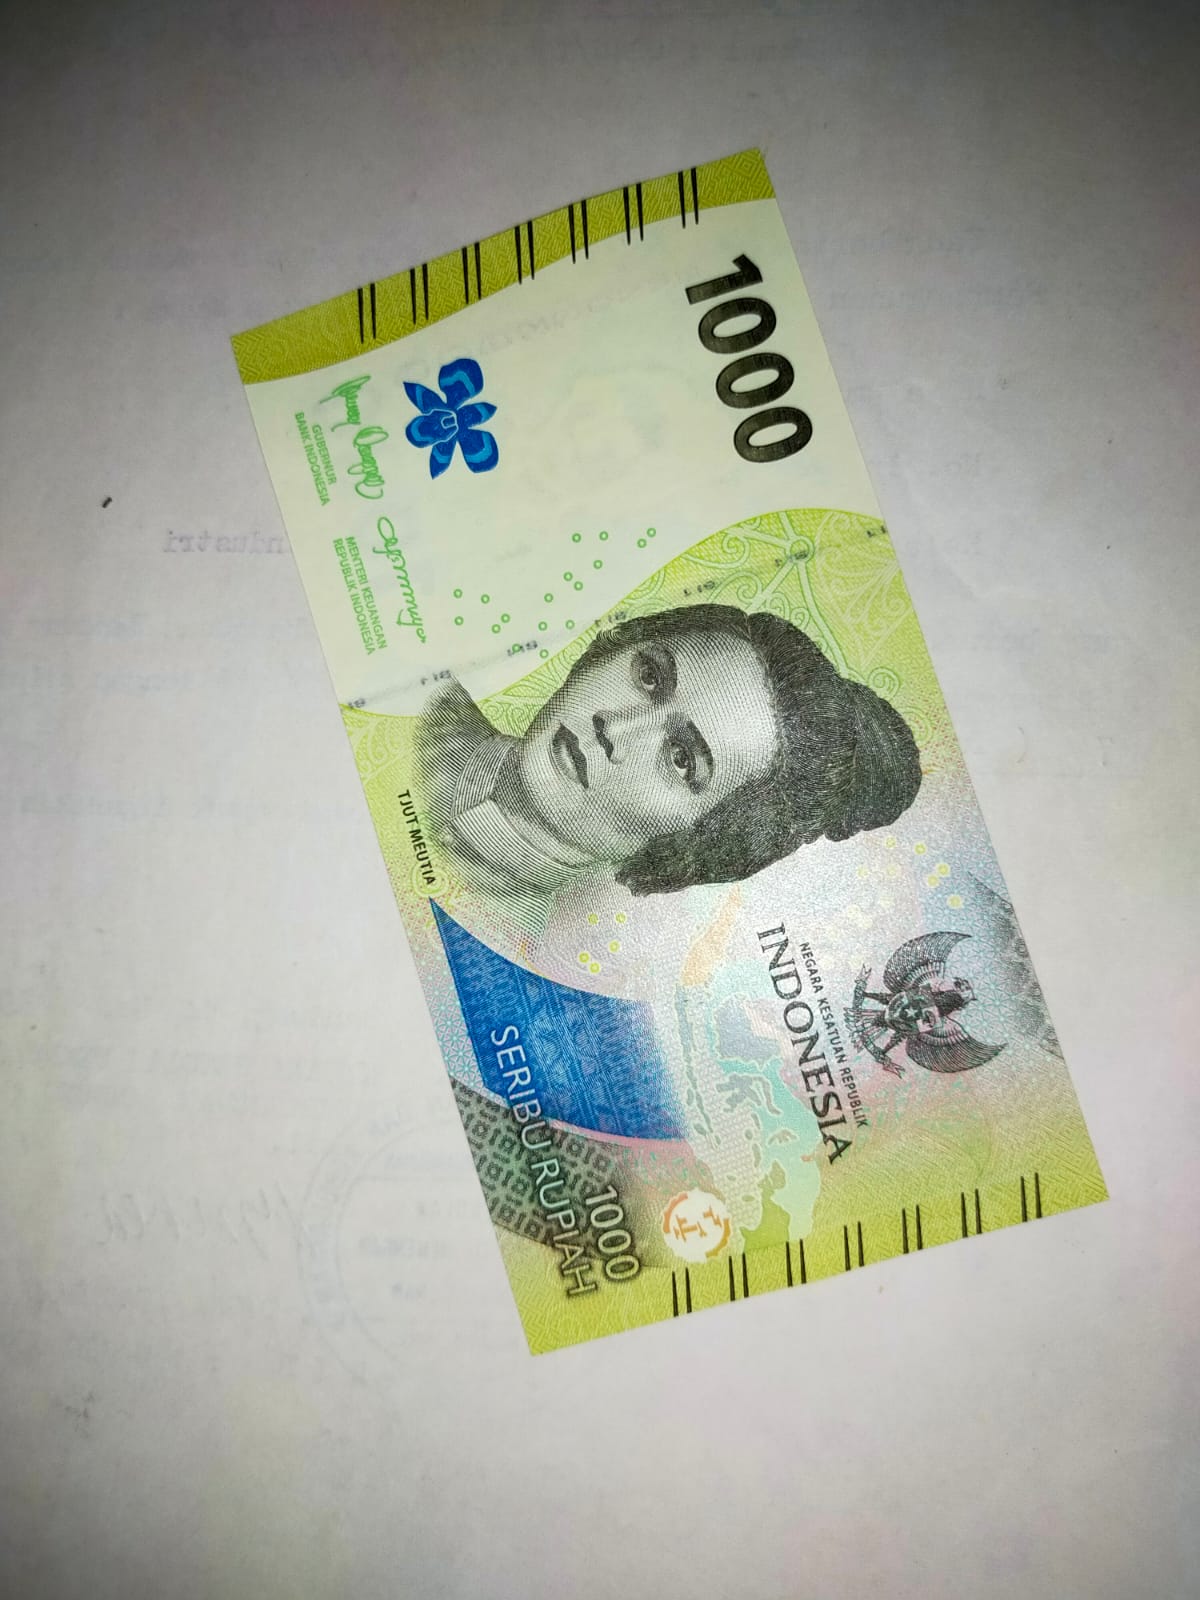 1000
GUBERNUR
BANK INDONESIA
MENTERI KEUANGAN
REPUBLIK INDONESIA
TJUT MEUTIA
NEGARA KESATUAN REPUBLIK
INDONESIA
1000
SERIBU RUPIAH